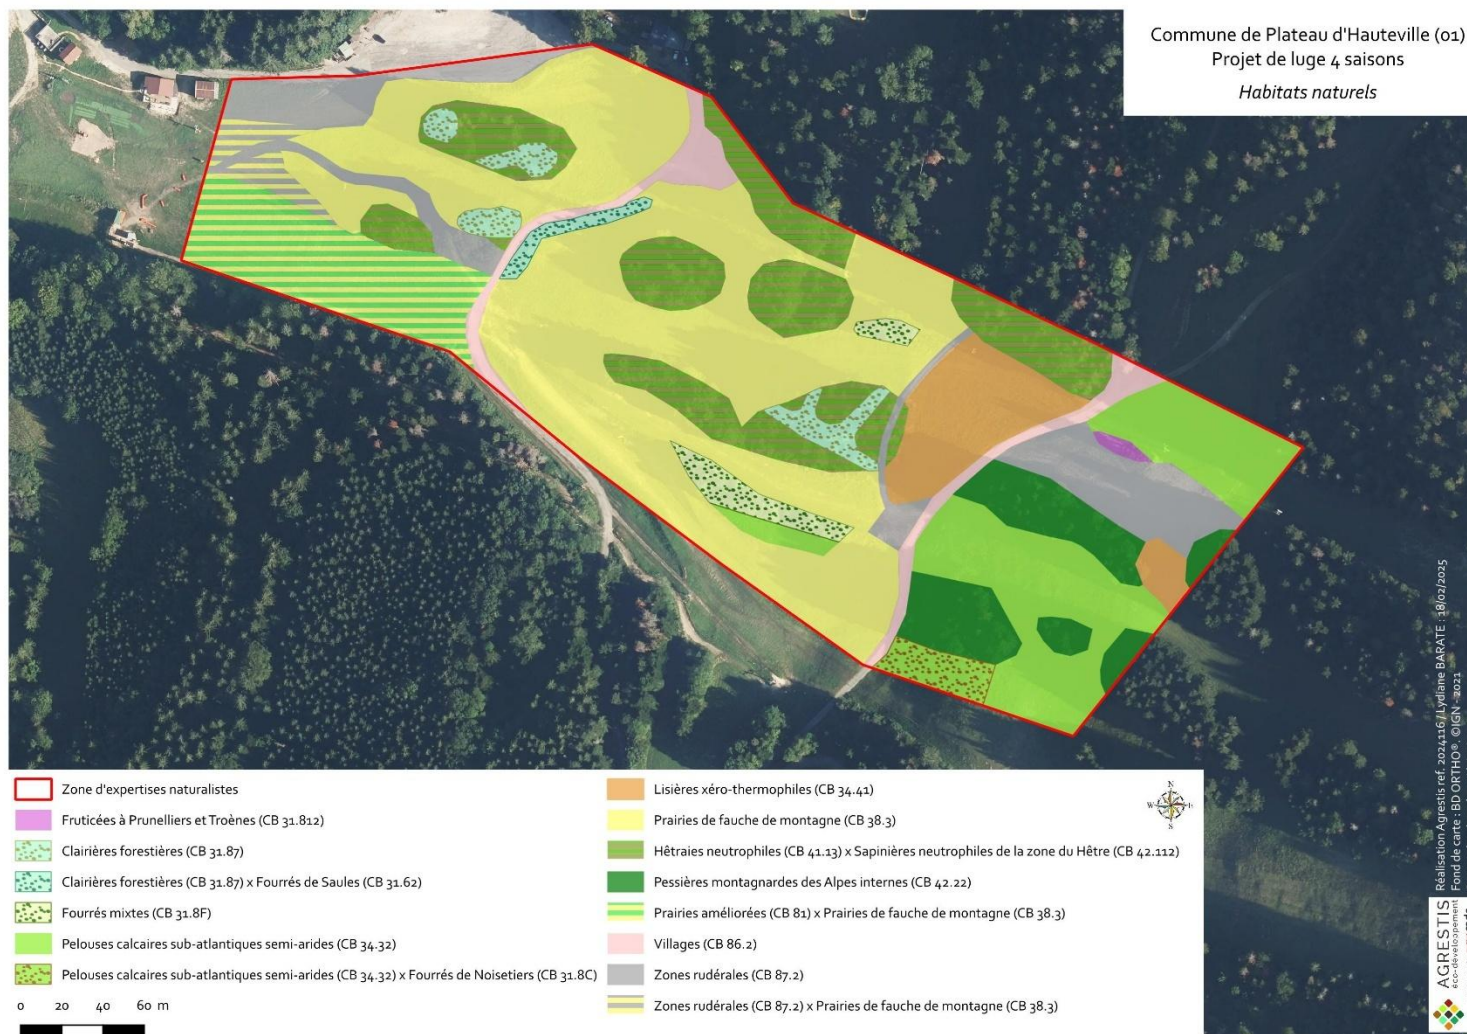 Commune de Plateau d'Hauteville (01)
Projet de luge 4 saisons
Habitats naturels
Zone d'expertises naturalistes
Fruticées à Prunelliers et Troènes (CB 31.812)
Clairières forestières (CB 31.87)
Clairières forestières (CB 31.87) x Fourrés de Saules (CB 31.62)
Fourrés mixtes (CB 31.8F)
Pelouses calcaires sub-atlantiques semi-arides (CB 34.32)
Pelouses calcaires sub-atlantiques semi-arides (CB 34.32) x Fourrés de Noisetiers (CB 31.8C)
0 20 40 60 m
Lisières xéro-thermophiles (CB 34.41)
Prairies de fauche de montagne (CB 38.3)
Hêtraies neutrophiles (CB 41.13) x Sapinières neutrophiles de la zone du Hêtre (CB 42.112)
Pessières montagnardes des Alpes internes (CB 42.22)
Prairies améliorées (CB 81) x Prairies de fauche de montagne (CB 38.3)
Villages (CB 86.2)
Zones rudérales (CB 87.2)
Zones rudérales (CB 87.2) x Prairies de fauche de montagne (CB 38.3)
N
W E
S
Réalisation Agrestis ref. 2024116 / Lydiane BARATE : 18/02/2025
Fond de carte : BD ORTHO®. ©IGN - 2021
AGRESTIS
éco-développement